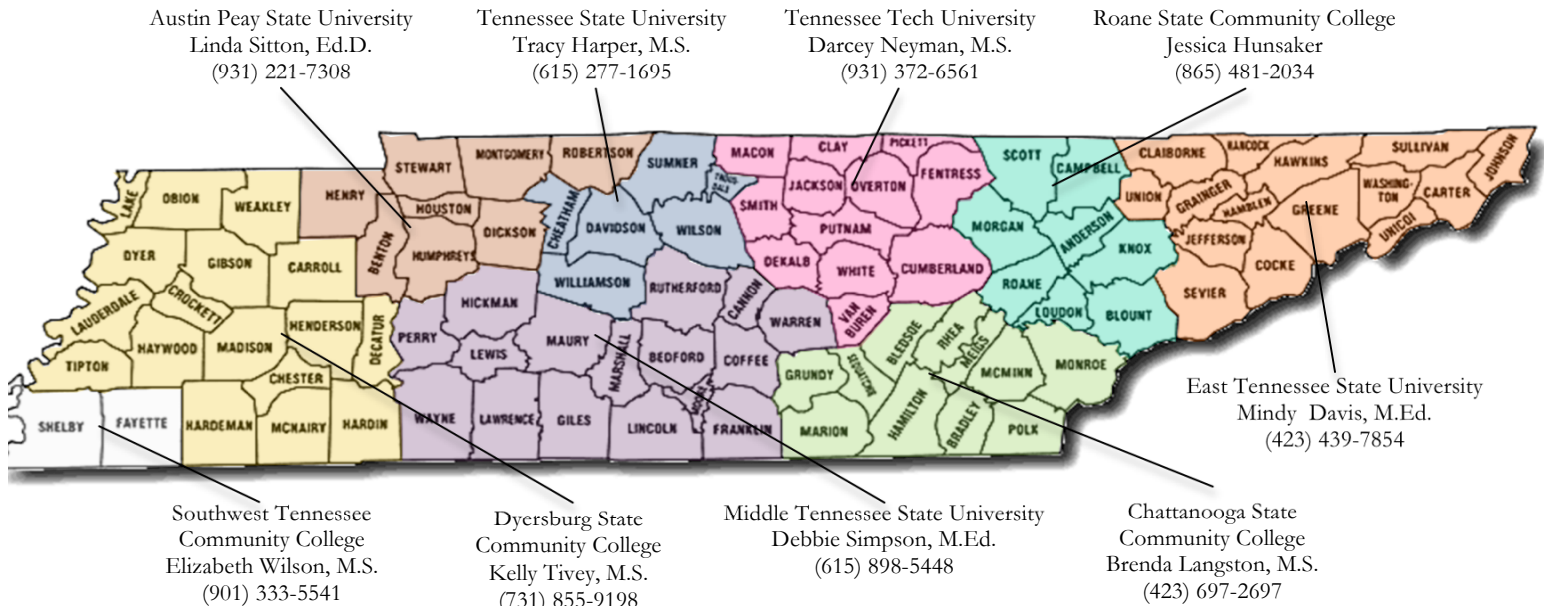 Austin Peay State University
Linda Sitton, Ed.D.
(931) 221-7308
Tennessee State University
Tracy Harper, M.S.
(615) 277-1695
Tennessee Tech University
Darcey Neyman, M.S.
(931) 372-6561
Roane State Community College
Jessica Hunsaker
(865) 481-2034
LAKE
OBION
WEAKLEY
HENRY
STEWART
MONTGOMERY
ROBERTSON
SUMNER
TROUS-
DALE
MACON
CLAY
PICKETT
SCOTT
CAMPBELL
CLAIBORNE
HANCOCK
HAWKINS
SULLIVAN
JOHNSON
HOUSTON
DICKSON
CHEATHAM
DAVIDSON
WILSON
SMITH
JACKSON
OVERTON
FENTRESS
UNION
GRAINGER
HAMBLEN
GREENE
WASHING-
TON
CARTER
UNICOI
DYER
GIBSON
CARROLL
BENTON
HUMPHREYS
WILLIAMSON
RUTHERFORD
CANNON
DEKALB
PUTNAM
WHITE
CUMBERLAND
MORGAN
ANDERSON
KNOX
JEFFERSON
COCKE
SEVIER
ROANE
LOUDON
BLOUNT
LAUDERDALE
CROCKETT
HAYWOOD
MADISON
HENDERSON
DECATUR
PERRY
HICKMAN
LEWIS
MAURY
MARSHALL
BEDFORD
COFFEE
WARREN
VAN
BUREN
BLEDSOE
RHEA
MEIGS
MCMINN
MONROE
TIPTON
CHESTER
MOORE
GRUNDY
SEQUATCHIE
SHELBY
FAYETTE
HARDEMAN
MCNAIRY
HARDIN
WAYNE
LAWRENCE
GILES
LINCOLN
FRANKLIN
MARION
HAMILTON
BRADLEY
POLK
East Tennessee State University
Mindy Davis, M.Ed.
(423) 439-7854
Southwest Tennessee
Community College
Elizabeth Wilson, M.S.
(901) 333-5541
Dyersburg State
Community College
Kelly Tivey, M.S.
(731) 855-9198
Middle Tennessee State University
Debbie Simpson, M.Ed.
(615) 898-5448
Chattanooga State
Community College
Brenda Langston, M.S.
(423) 697-2697